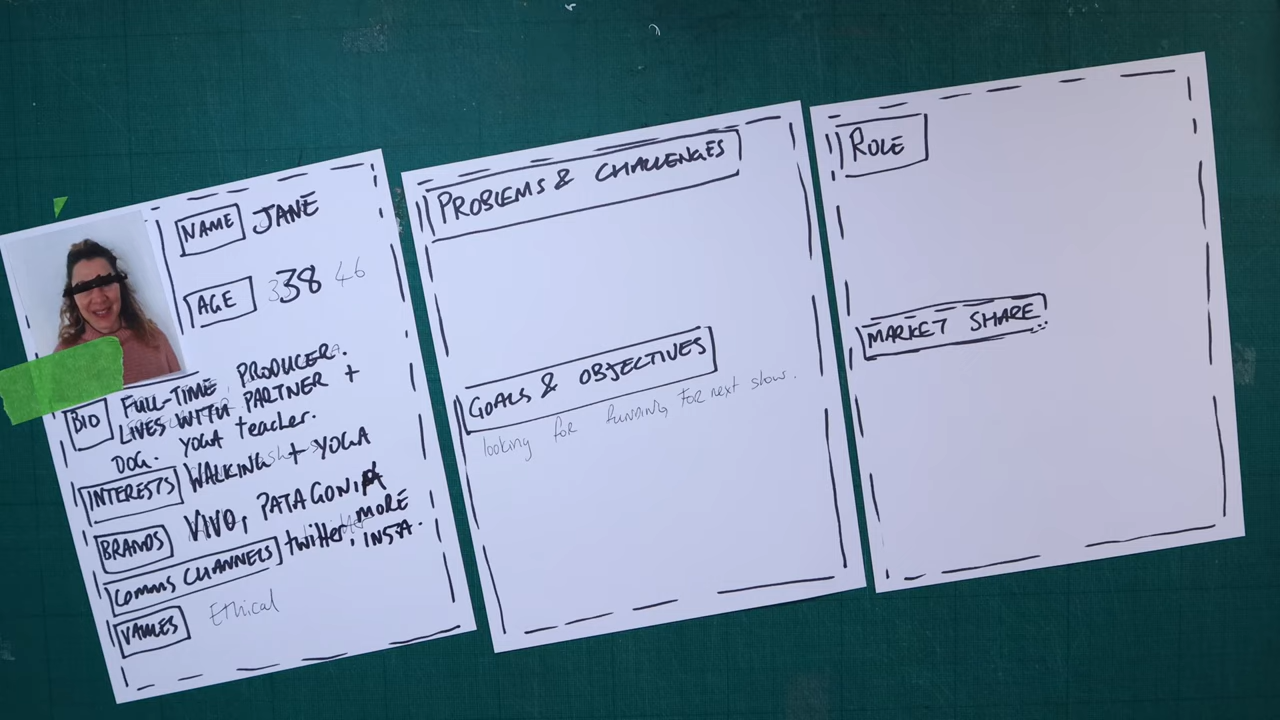 NAME JANE
AGE 38 46
BIO FULL-TIME PRODUCER.
LIVES WITH PARTNER +
DOG. YOGA teacher.
INTERESTS WALKING + YOGA
BRANDS VIVO, PATAGONIA
COMMS CHANNELS twitter, MORE
INSTA.
VALUES Ethical
PROBLEMS & CHALLENGES
GOALS & OBJECTIVES
looking for funding for next show.
ROLE
MARKET SHARE